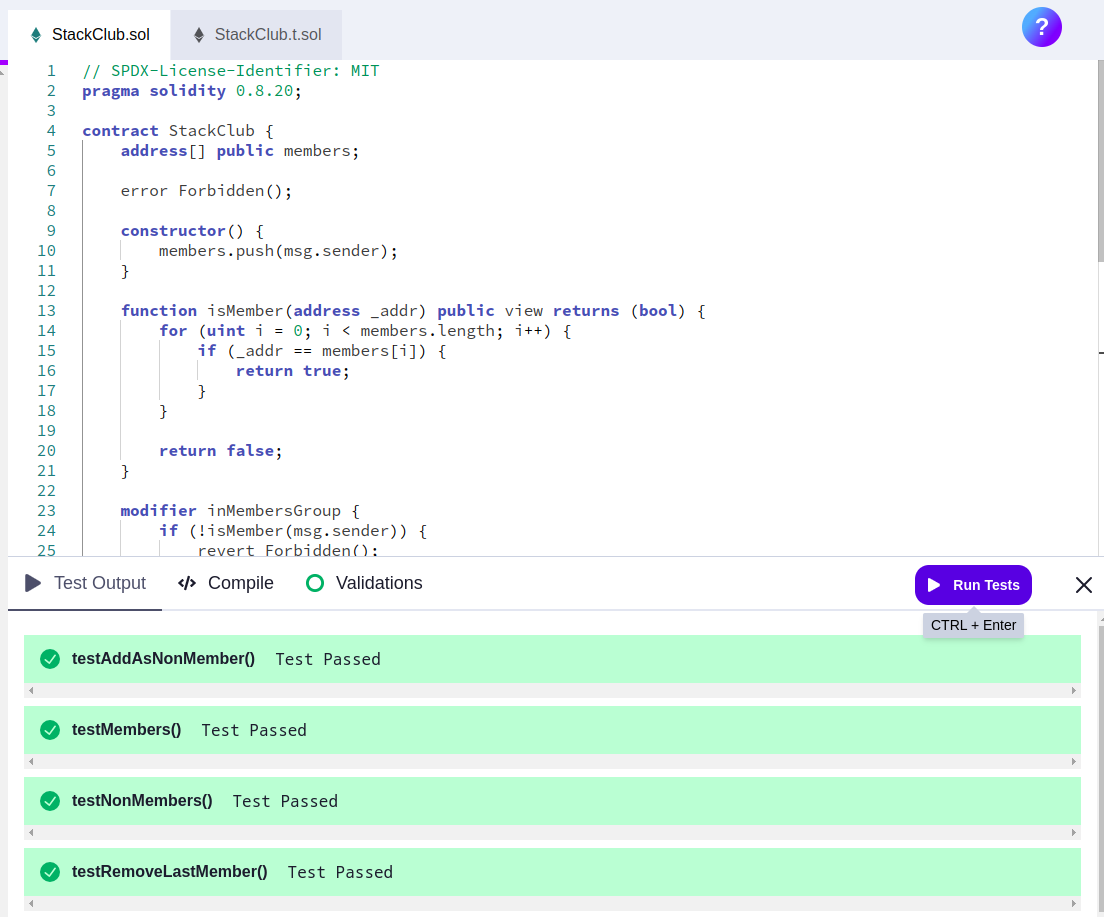 StackClub.sol StackClub.t.sol ?
1 // SPDX-License-Identifier: MIT
2 pragma solidity 0.8.20;
3
4 contract StackClub {
5     address[] public members;
6
7     error Forbidden();
8
9     constructor() {
10         members.push(msg.sender);
11     }
12
13     function isMember(address _addr) public view returns (bool) {
14         for (uint i = 0; i < members.length; i++) {
15             if (_addr == members[i]) {
16                 return true;
17             }
18         }
19
20         return false;
21     }
22
23     modifier inMembersGroup {
24         if (!isMember(msg.sender)) {
25             revert Forbidden();
Test Output Compile Validations Run Tests
CTRL + Enter
testAddAsNonMember() Test Passed
testMembers() Test Passed
testNonMembers() Test Passed
testRemoveLastMember() Test Passed